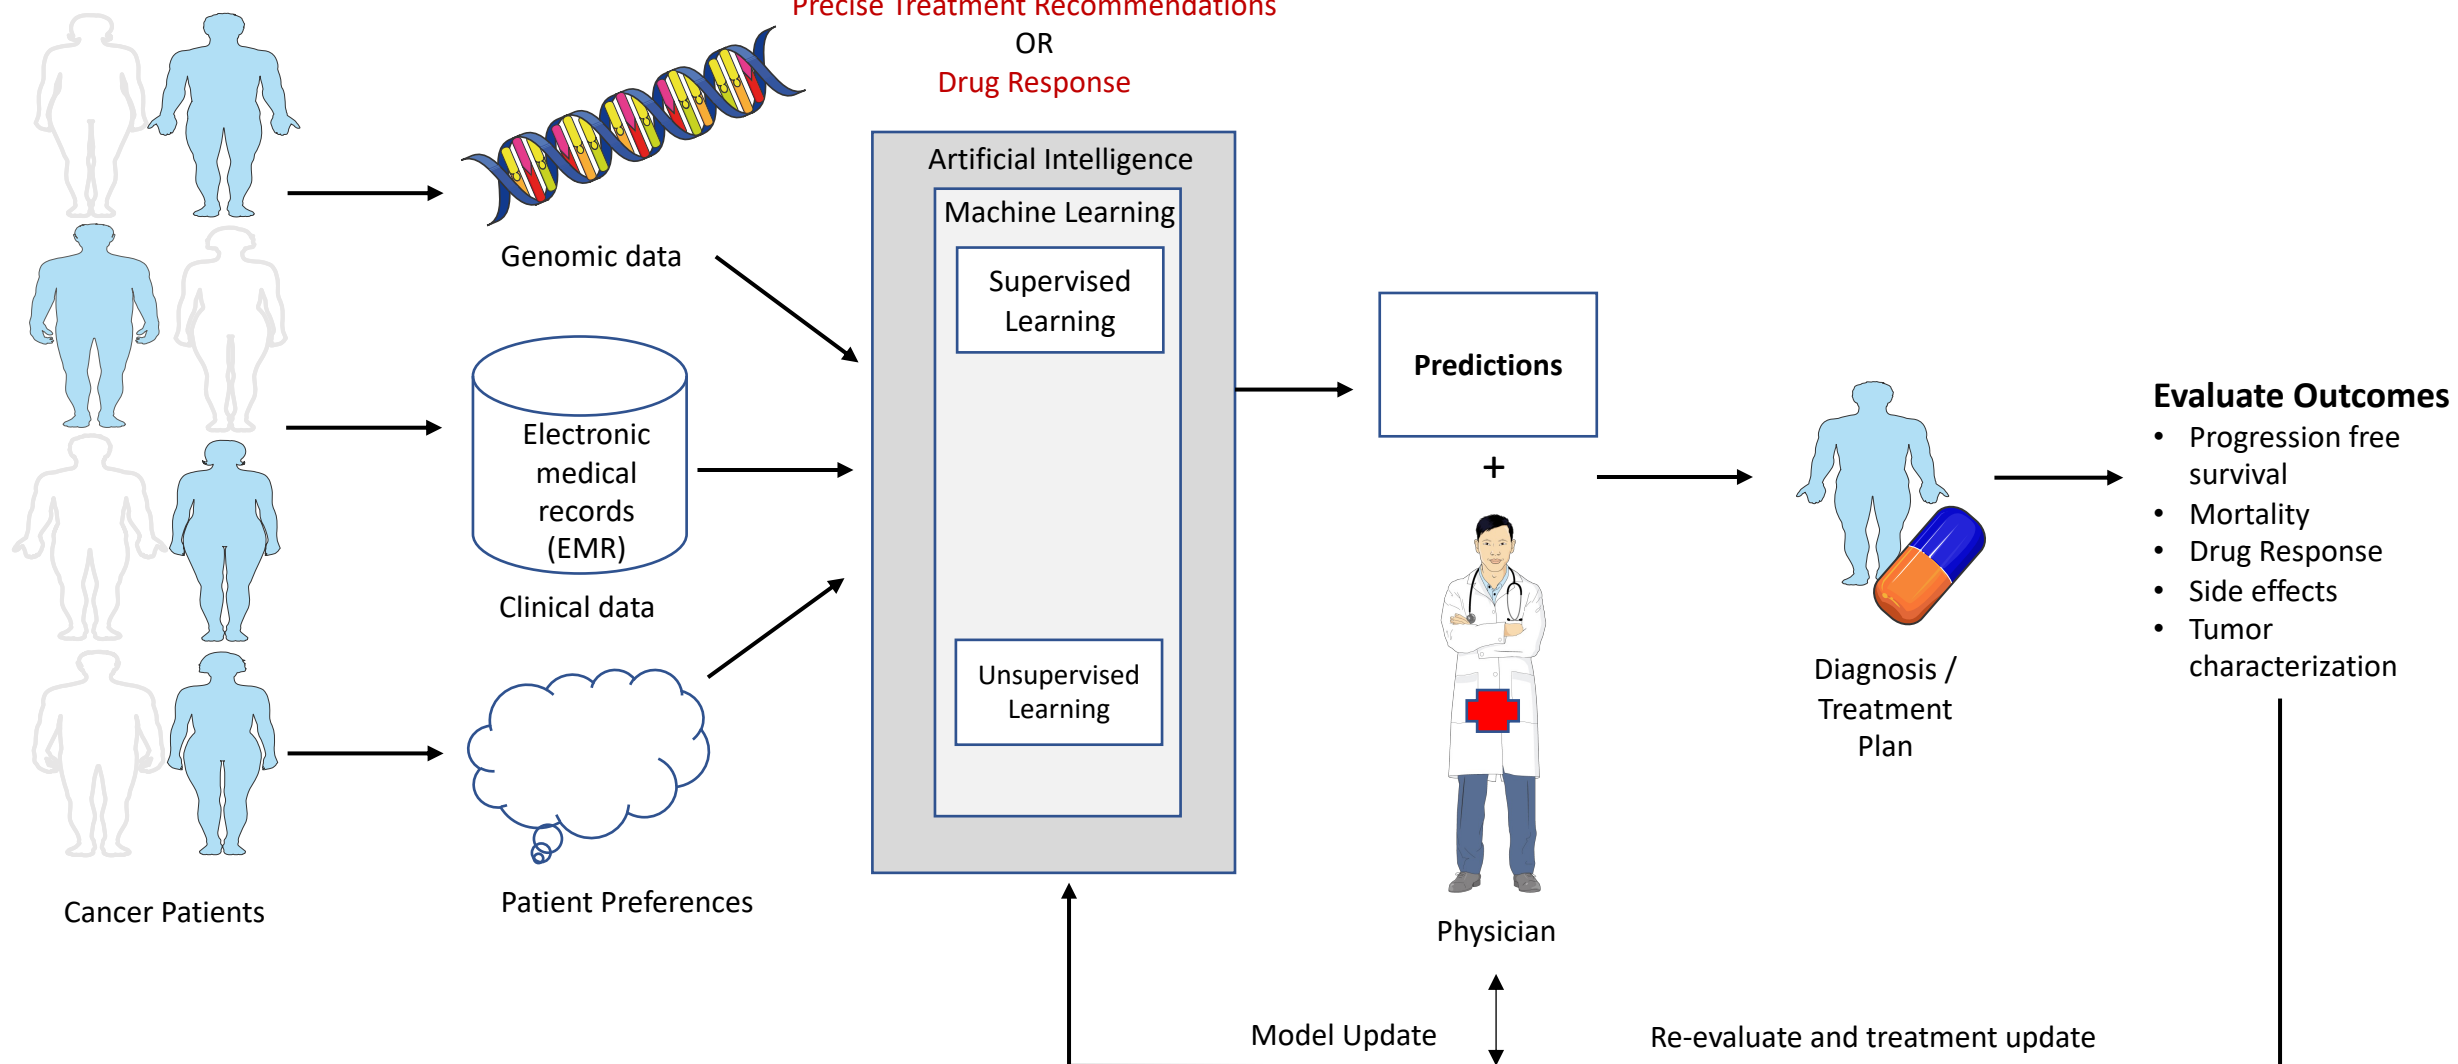 Precise Treatment Recommendations
OR
Drug Response
Artificial Intelligence
Machine Learning
Supervised
Learning
Unsupervised
Learning
Genomic data
Electronic
medical
records
(EMR)
Clinical data
Patient Preferences
Cancer Patients
Predictions
+
Physician
Diagnosis /
Treatment
Plan
Evaluate Outcomes
• Progression free
survival
• Mortality
• Drug Response
• Side effects
• Tumor
characterization
Model Update
Re-evaluate and treatment update